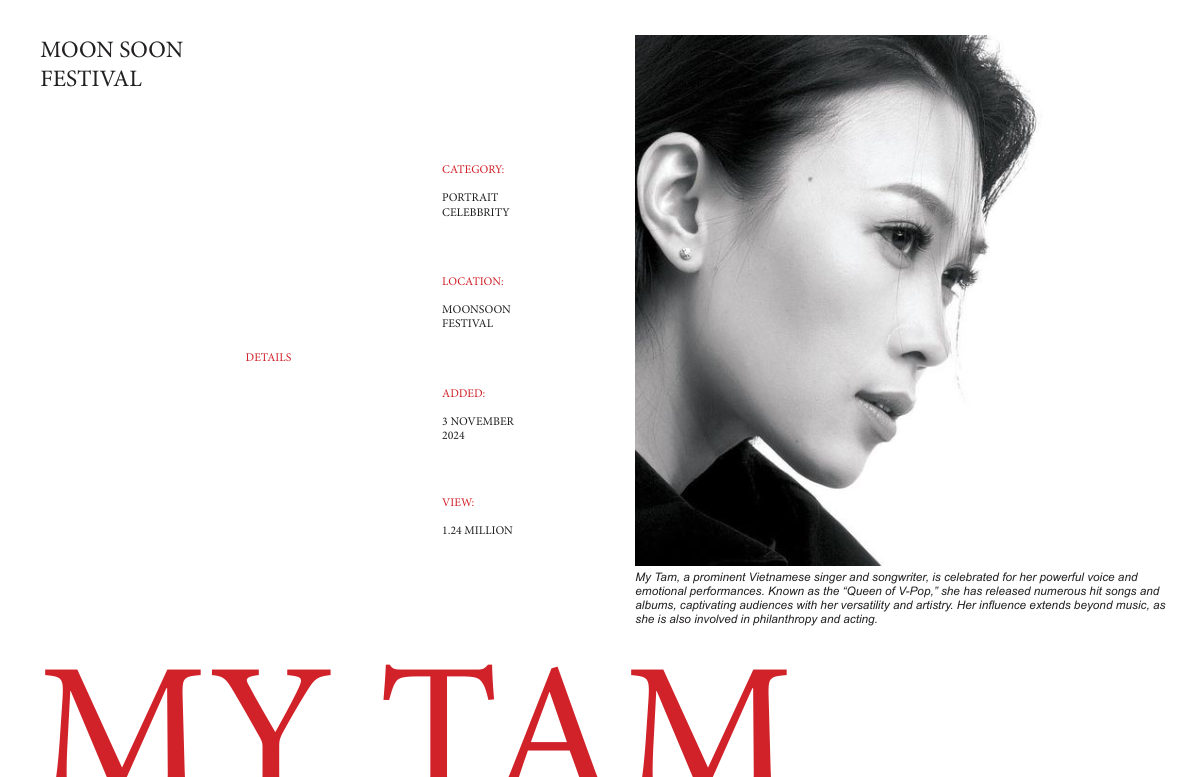 MOON SOON
FESTIVAL
CATEGORY:
PORTRAIT
CELEBBRITY
LOCATION:
MOONSOON
FESTIVAL
DETAILS
ADDED:
3 NOVEMBER
2024
VIEW:
1.24 MILLION
My Tam, a prominent Vietnamese singer and songwriter, is celebrated for her powerful voice and
emotional performances. Known as the “Queen of V-Pop,” she has released numerous hit songs and
albums, captivating audiences with her versatility and artistry. Her influence extends beyond music, as
she is also involved in philanthropy and acting.
MY TAM